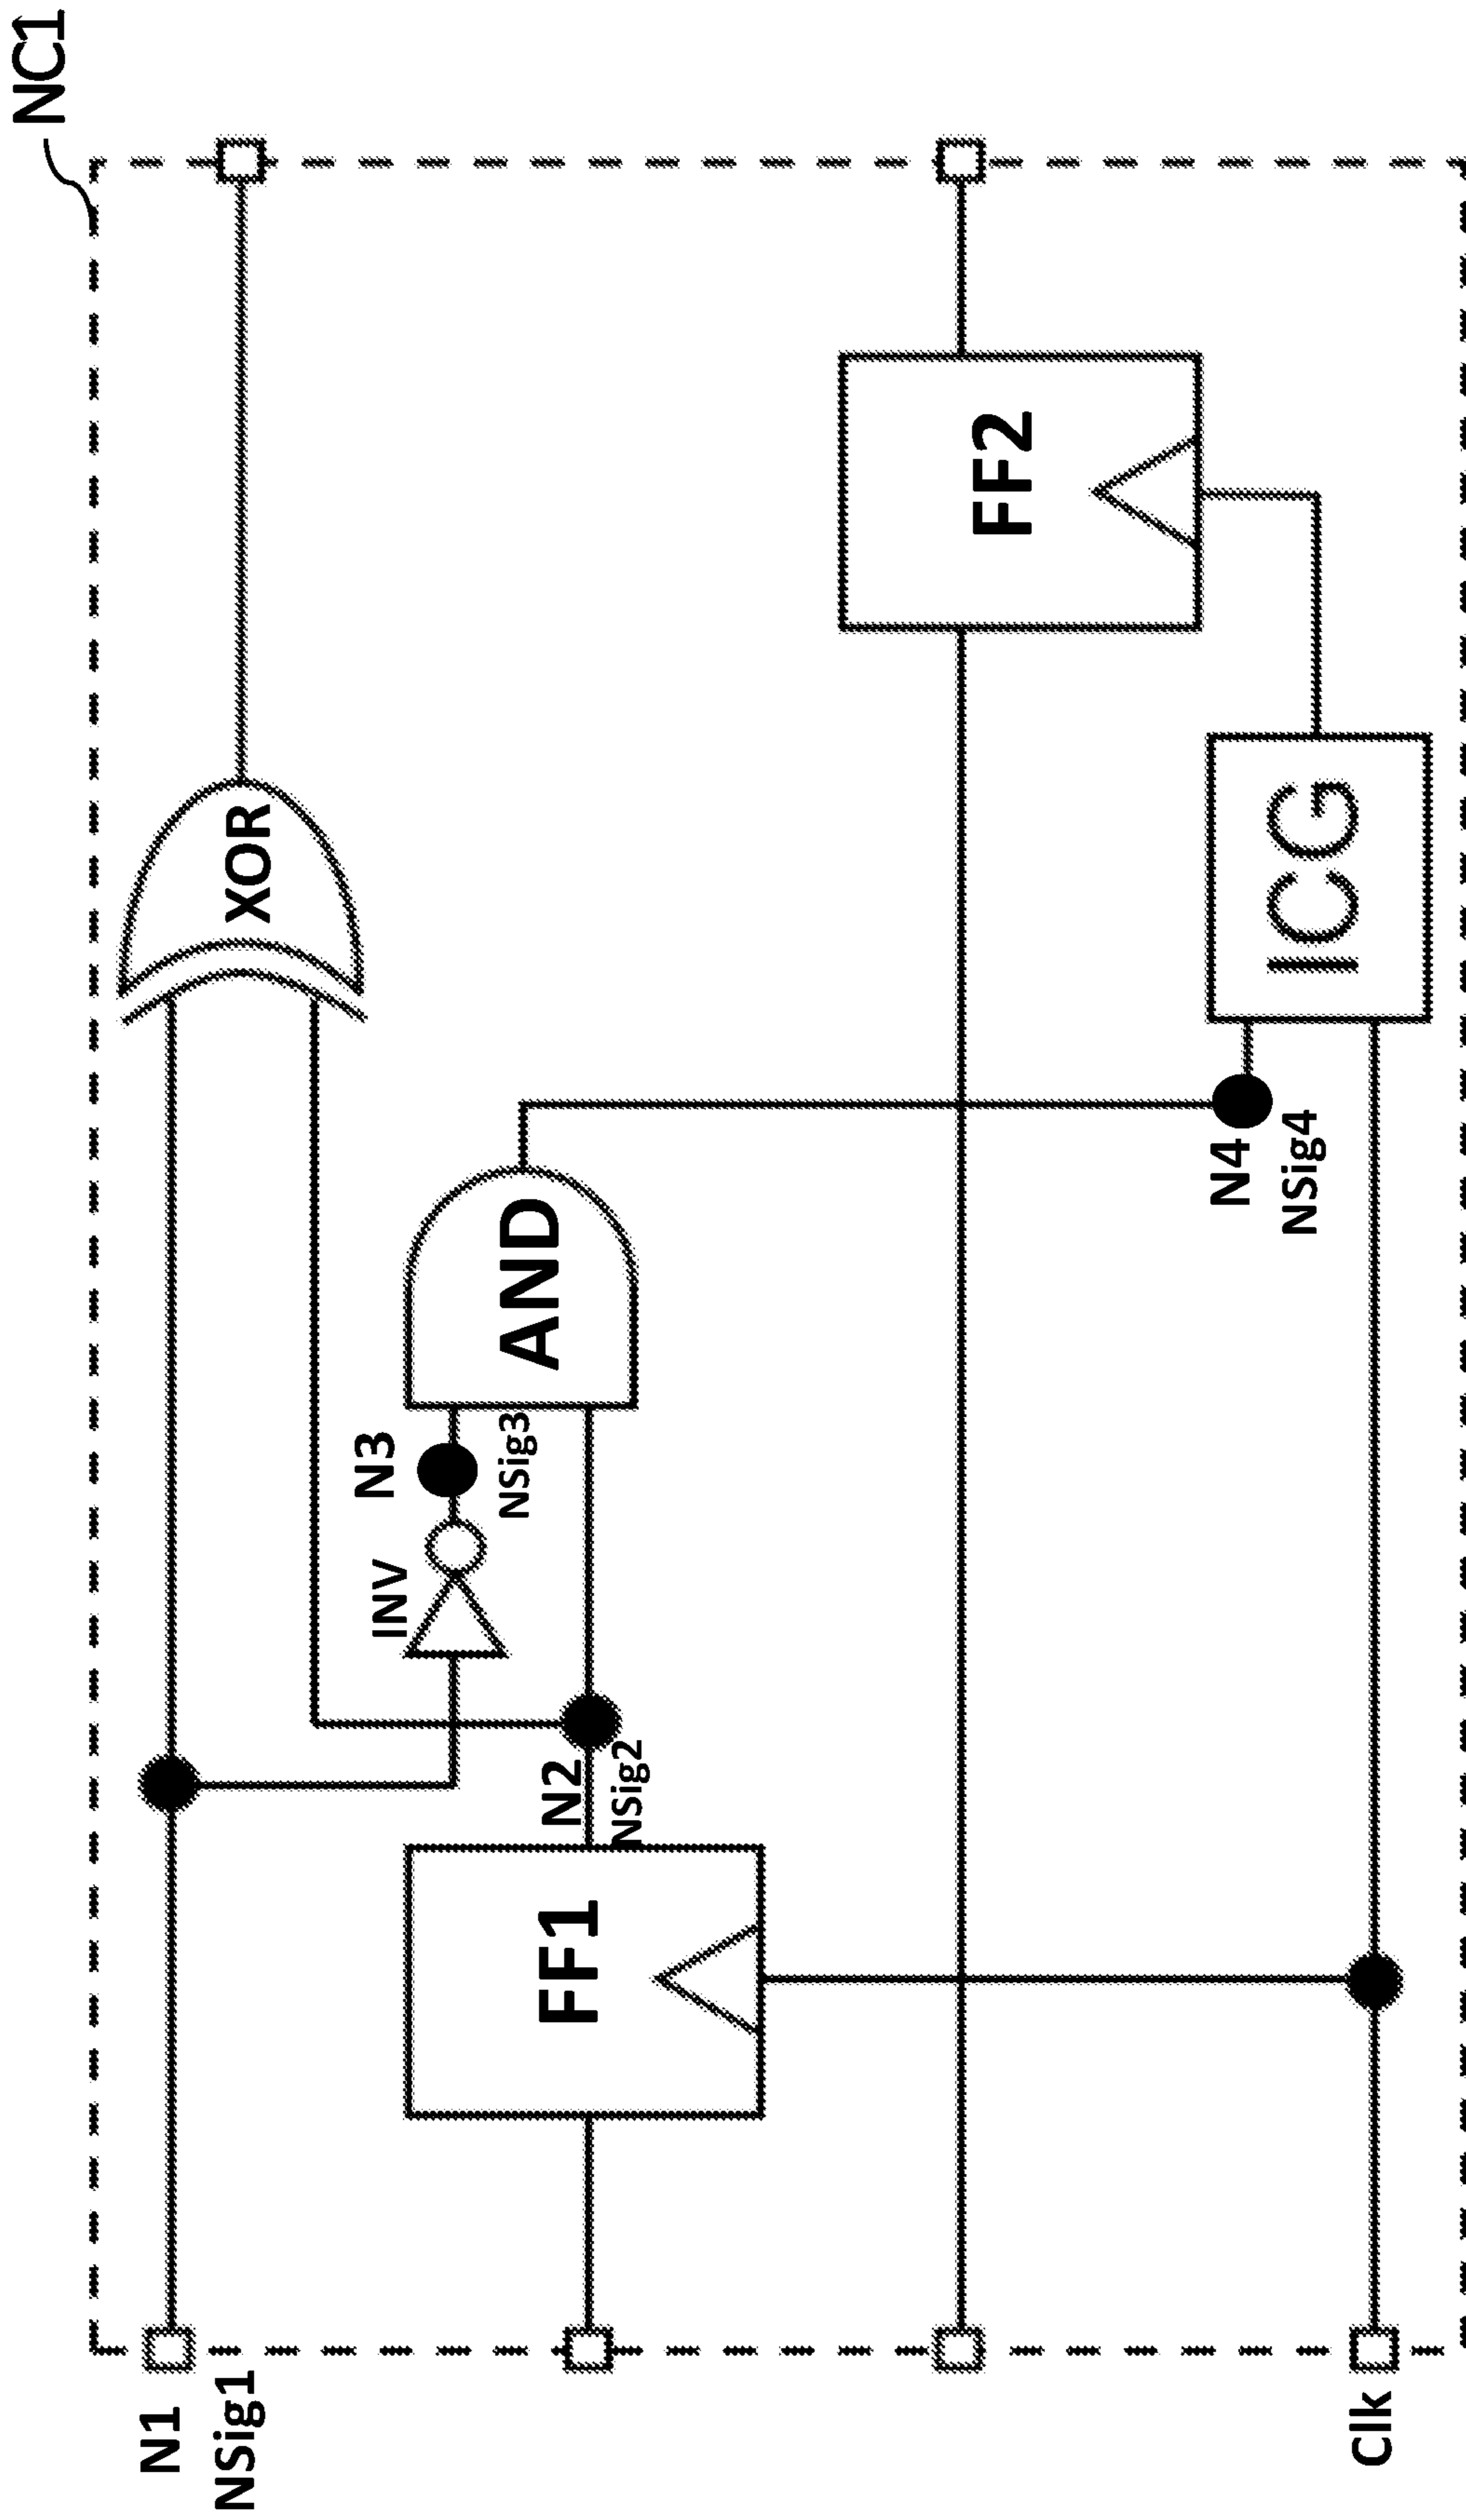 NC1
N1
NSig1
XOR
INV
N3
NSig3
AND
FF1
N2
NSig2
FF2
N4
NSig4
ICG
Clk